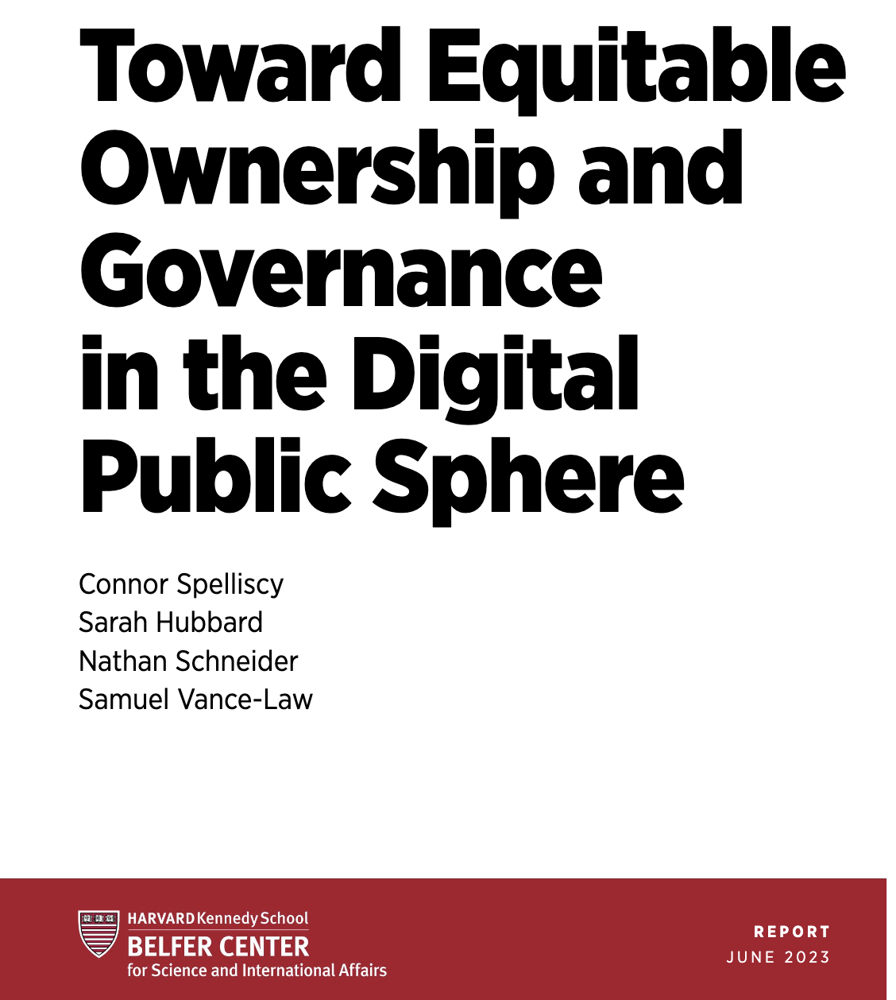 Toward Equitable
Ownership and
Governance
in the Digital
Public Sphere
Connor Spelliscy
Sarah Hubbard
Nathan Schneider
Samuel Vance-Law
HARVARD Kennedy School
BELFER CENTER
for Science and International Affairs
REPORT
JUNE 2023